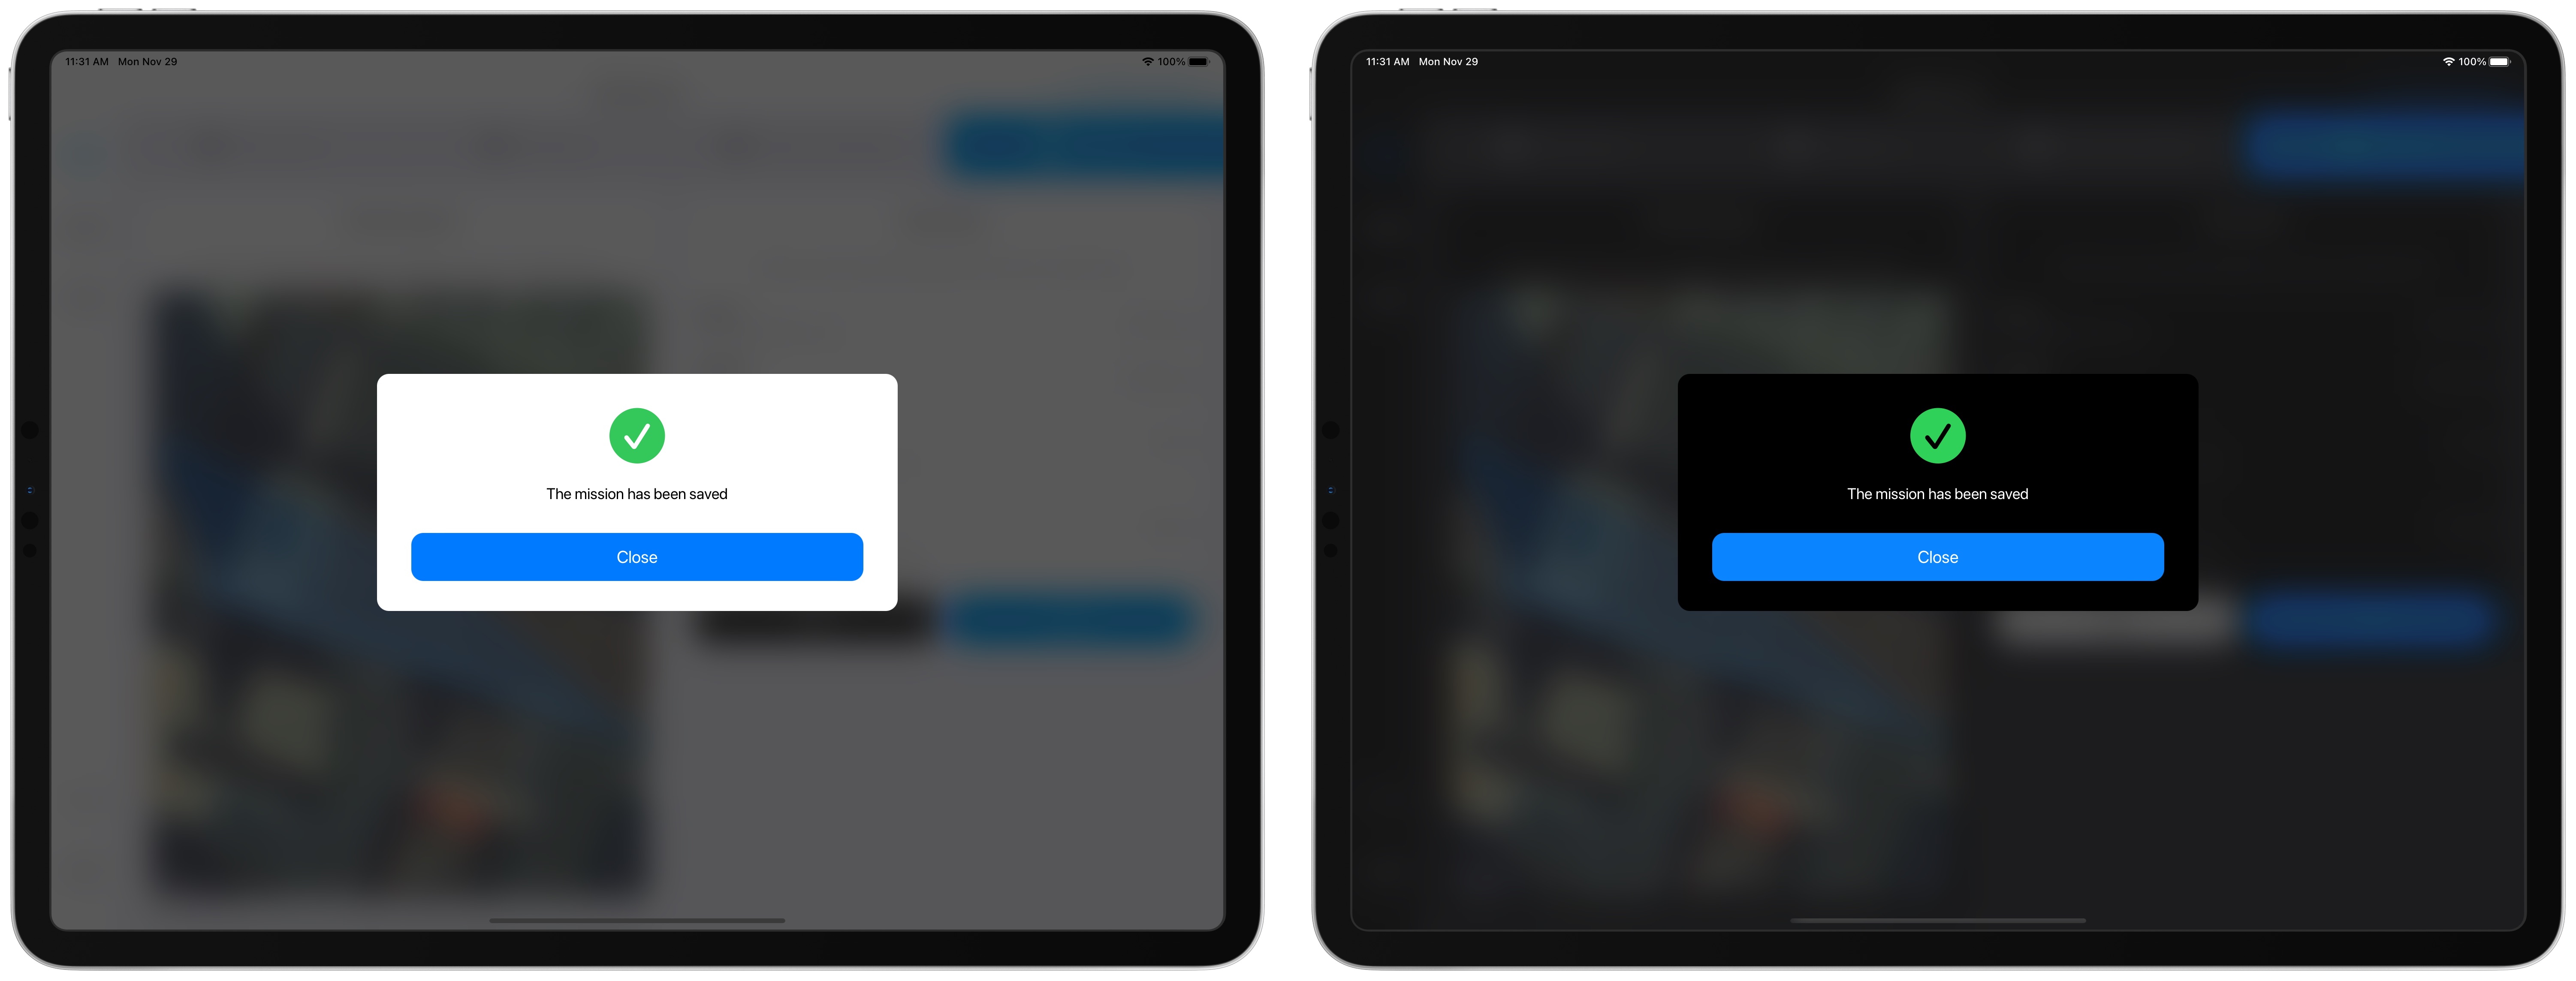 11:31 AM Mon Nov 29
100%
The mission has been saved
Close
11:31 AM Mon Nov 29
100%
The mission has been saved
Close